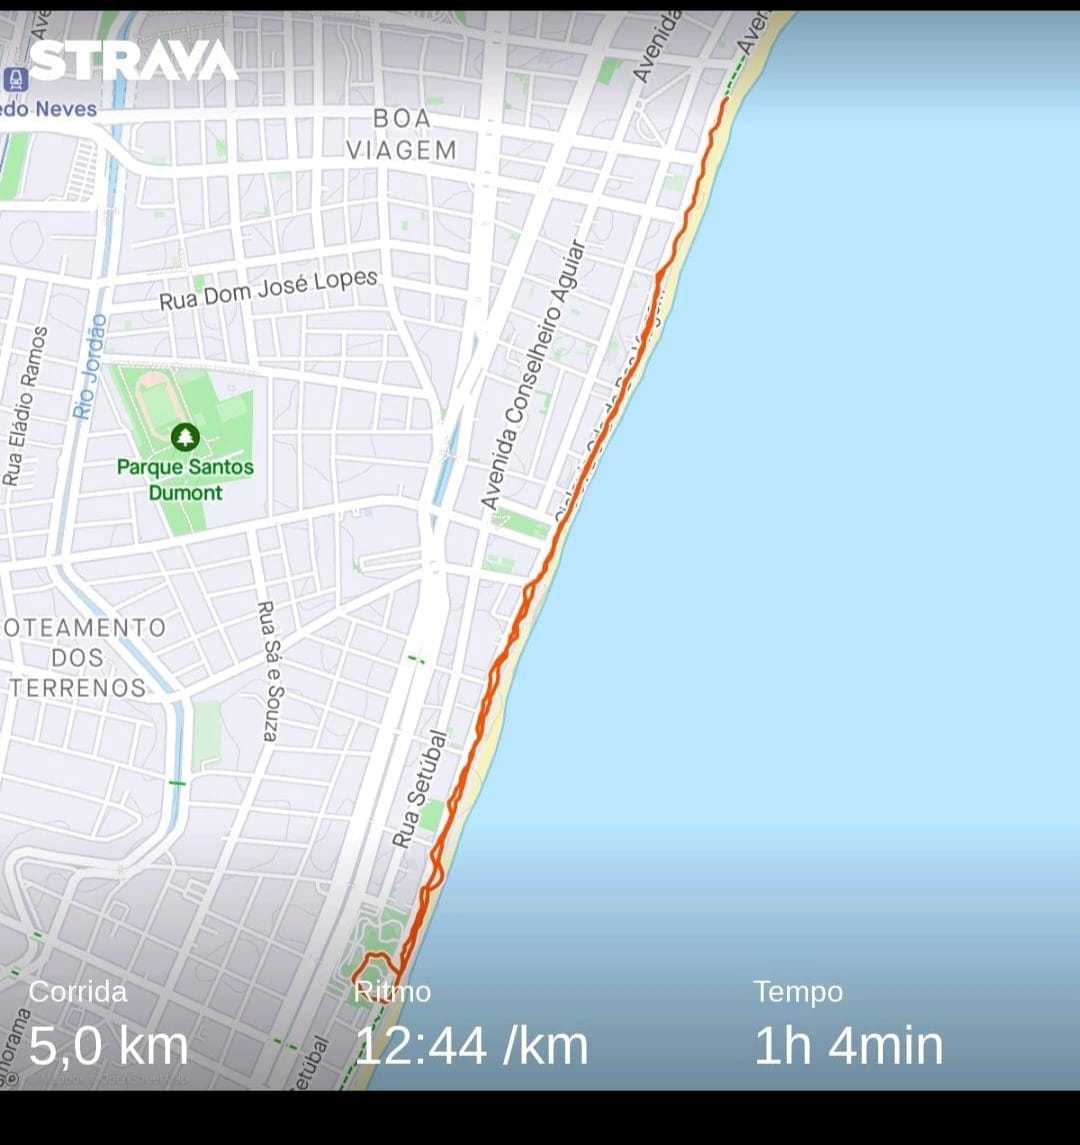 STRAVA
Ave
Avenida
Aver
edo Neves
BOA
VIAGEM
Rua Dom José Lopes
Avenida Conselheiro Aguiar
Rio Jordão
Rua Eládio Ramos
Parque Santos
Dumont
OTEAMENTO
DOS
TERRENOS
Rua Sá e Souza
Rua Setúbal
norama
etúbal
Corrida
5,0 km
Ritmo
12:44 /km
Tempo
1h 4min